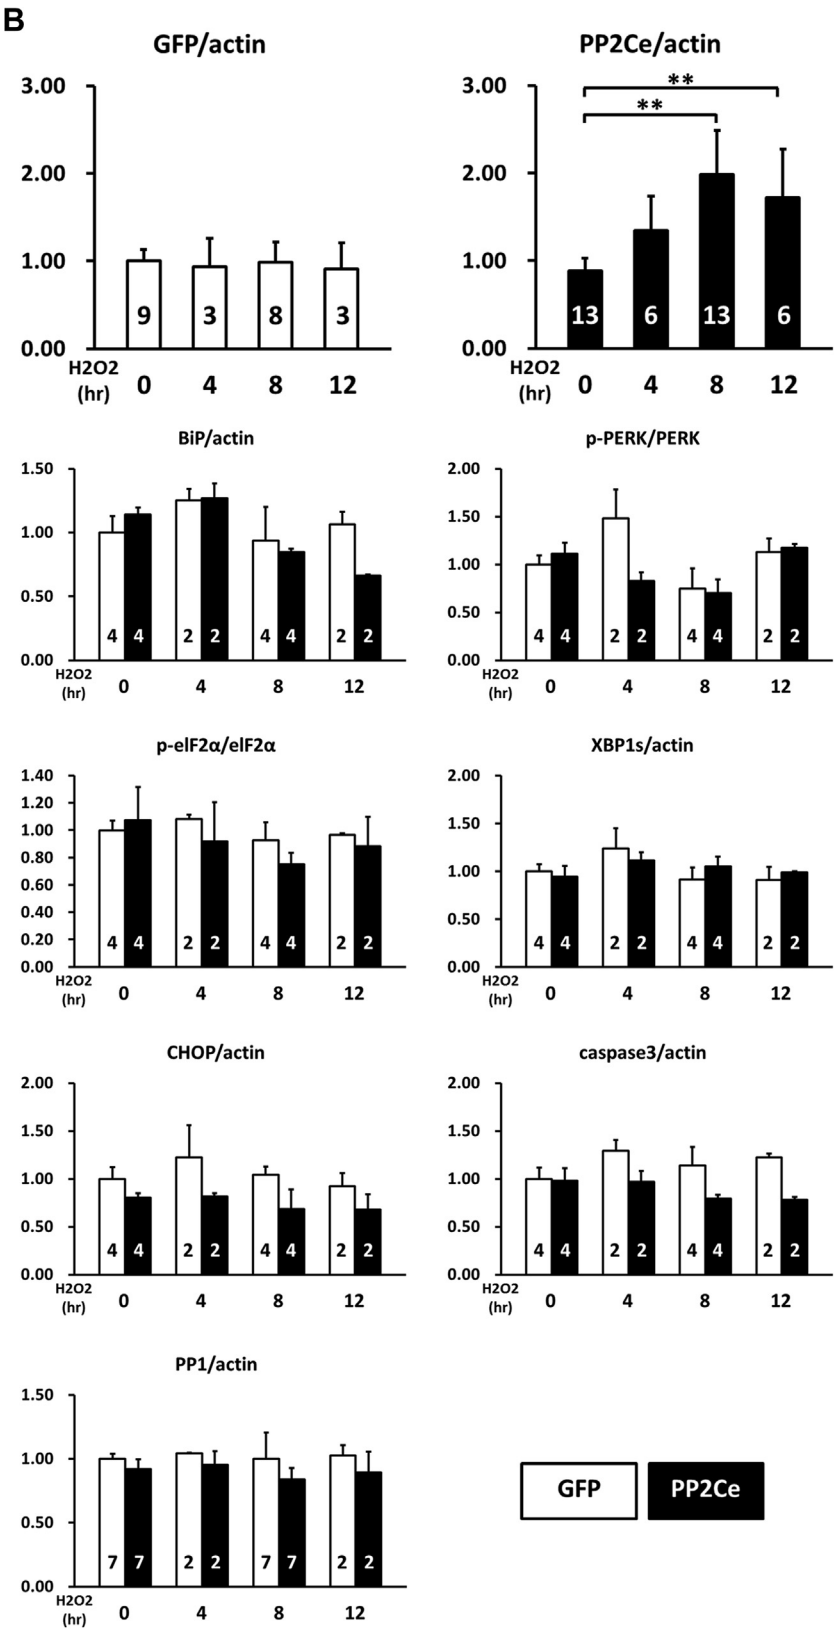 B
GFP/actin
3.00
2.00
1.00
0.00
9 3 8 3
H2O2
(hr)
0 4 8 12
PP2Ce/actin
3.00
2.00
1.00
0.00
**
**
13 6 13 6
H2O2
(hr)
0 4 8 12
BiP/actin
1.50
1.00
0.50
0.00
4 4 2 2 4 4 2 2
H2O2
(hr)
0 4 8 12
p-PERK/PERK
2.00
1.50
1.00
0.50
0.00
4 4 2 2 4 4 2 2
H2O2
(hr)
0 4 8 12
p-eIF2α/eIF2α
1.40
1.20
1.00
0.80
0.60
0.40
0.20
0.00
4 4 2 2 4 4 2 2
H2O2
(hr)
0 4 8 12
XBP1s/actin
2.00
1.50
1.00
0.50
0.00
4 4 2 2 4 4 2 2
H2O2
(hr)
0 4 8 12
CHOP/actin
2.00
1.50
1.00
0.50
0.00
4 4 2 2 4 4 2 2
H2O2
(hr)
0 4 8 12
caspase3/actin
2.00
1.50
1.00
0.50
0.00
4 4 2 2 4 4 2 2
H2O2
(hr)
0 4 8 12
PP1/actin
1.50
1.00
0.50
0.00
7 7 2 2 7 7 2 2
H2O2
(hr)
0 4 8 12
GFP PP2Ce